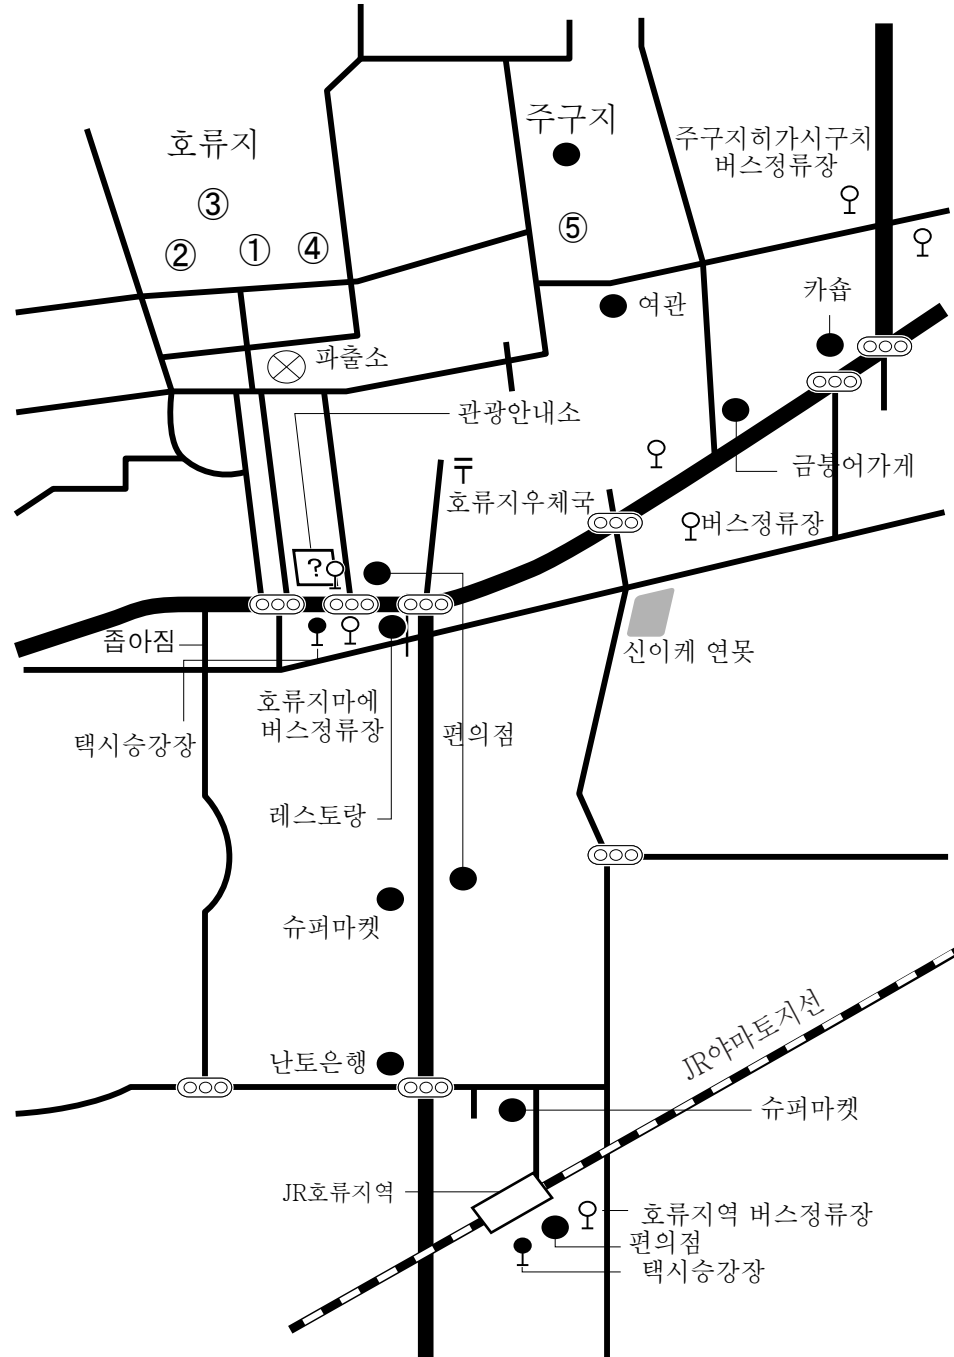 호류지
주구지
주구지히가시구치
버스정류장
③
②
①
④
⑤
여관
카숍
파출소
관광안내소
금붕어가게
〒
호류지우체국
버스정류장
?
좁아짐
신이케 연못
호류지마에
버스정류장
택시승강장
편의점
레스토랑
슈퍼마켓
JR야마토지선
난토은행
슈퍼마켓
JR호류지역
호류지역 버스정류장
편의점
택시승강장